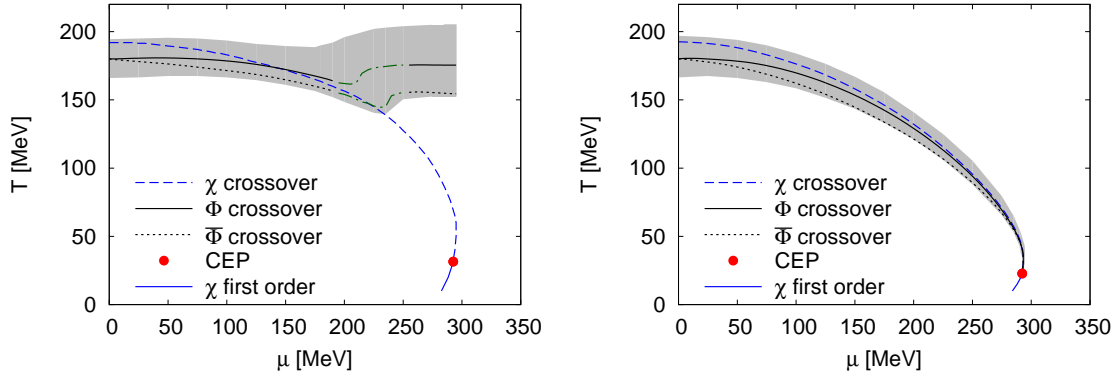 200
150
100
50
0
T [MeV]
χ crossover
Φ crossover
Φ̅ crossover
CEP
χ first order
0 50 100 150 200 250 300 350
μ [MeV]
200
150
100
50
0
T [MeV]
χ crossover
Φ crossover
Φ̅ crossover
CEP
χ first order
0 50 100 150 200 250 300 350
μ [MeV]